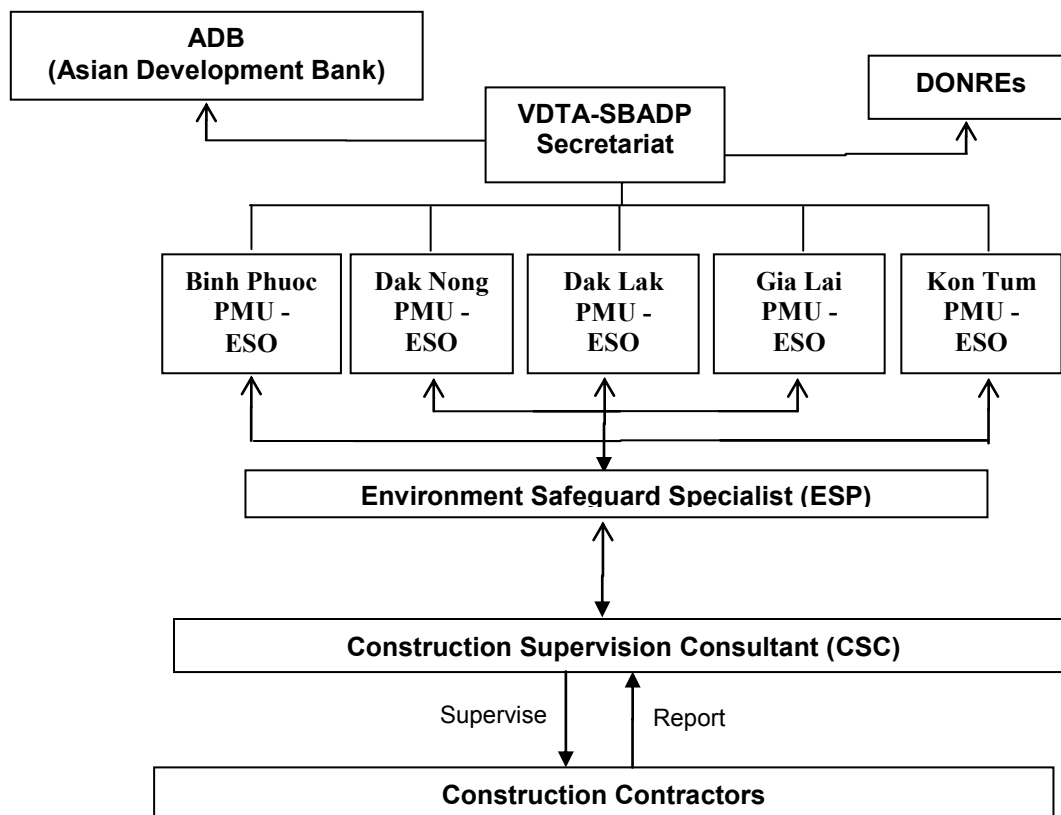 ADB
(Asian Development Bank)
DONREs
VDTA-SBADP
Secretariat
Binh Phuoc
PMU -
ESO
Dak Nong
PMU -
ESO
Dak Lak
PMU -
ESO
Gia Lai
PMU -
ESO
Kon Tum
PMU -
ESO
Environment Safeguard Specialist (ESP)
Construction Supervision Consultant (CSC)
Supervise
Report
Construction Contractors